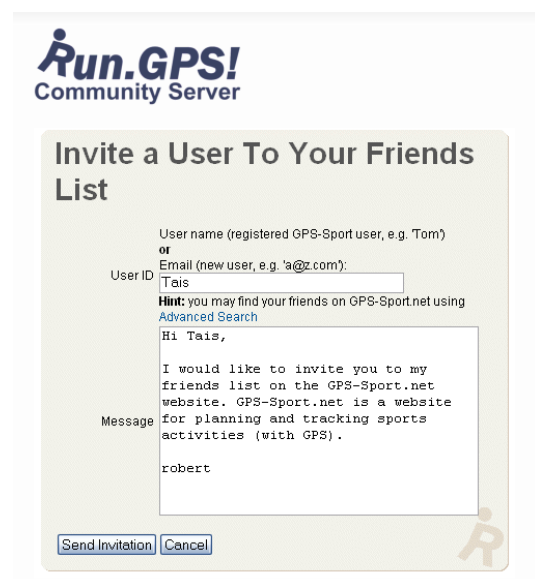 Run.GPS!
Community Server
Invite a User To Your Friends
List
User name (registered GPS-Sport user, e.g. 'Tom')
or
Email (new user, e.g. 'a@z.com'):
User ID
Tais
Hint: you may find your friends on GPS-Sport.net using
Advanced Search
Hi Tais,
I would like to invite you to my
friends list on the GPS-Sport.net
website. GPS-Sport.net is a website
Message
for planning and tracking sports
activities (with GPS).
robert
Send Invitation Cancel